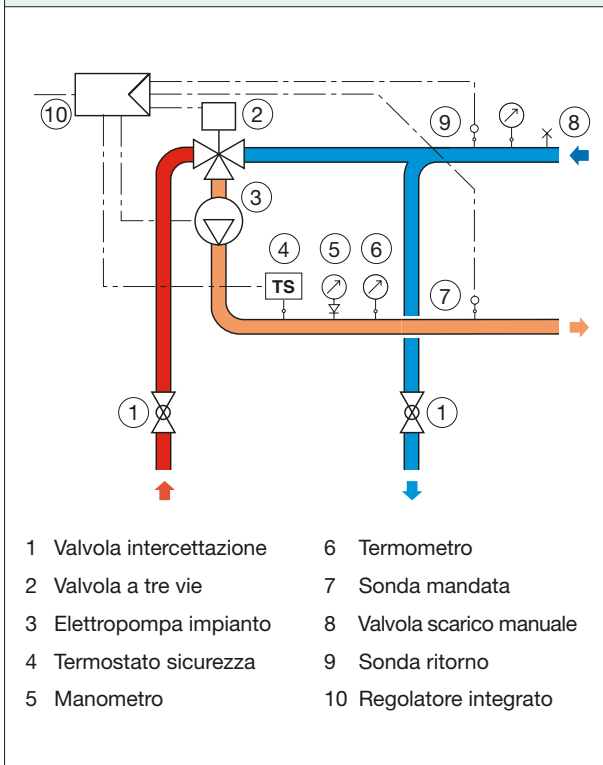 10
2
9
8
3
4
5
6
TS
7
1
1
1 Valvola intercettazione
2 Valvola a tre vie
3 Elettropompa impianto
4 Termostato sicurezza
5 Manometro
6 Termometro
7 Sonda mandata
8 Valvola scarico manuale
9 Sonda ritorno
10 Regolatore integrato